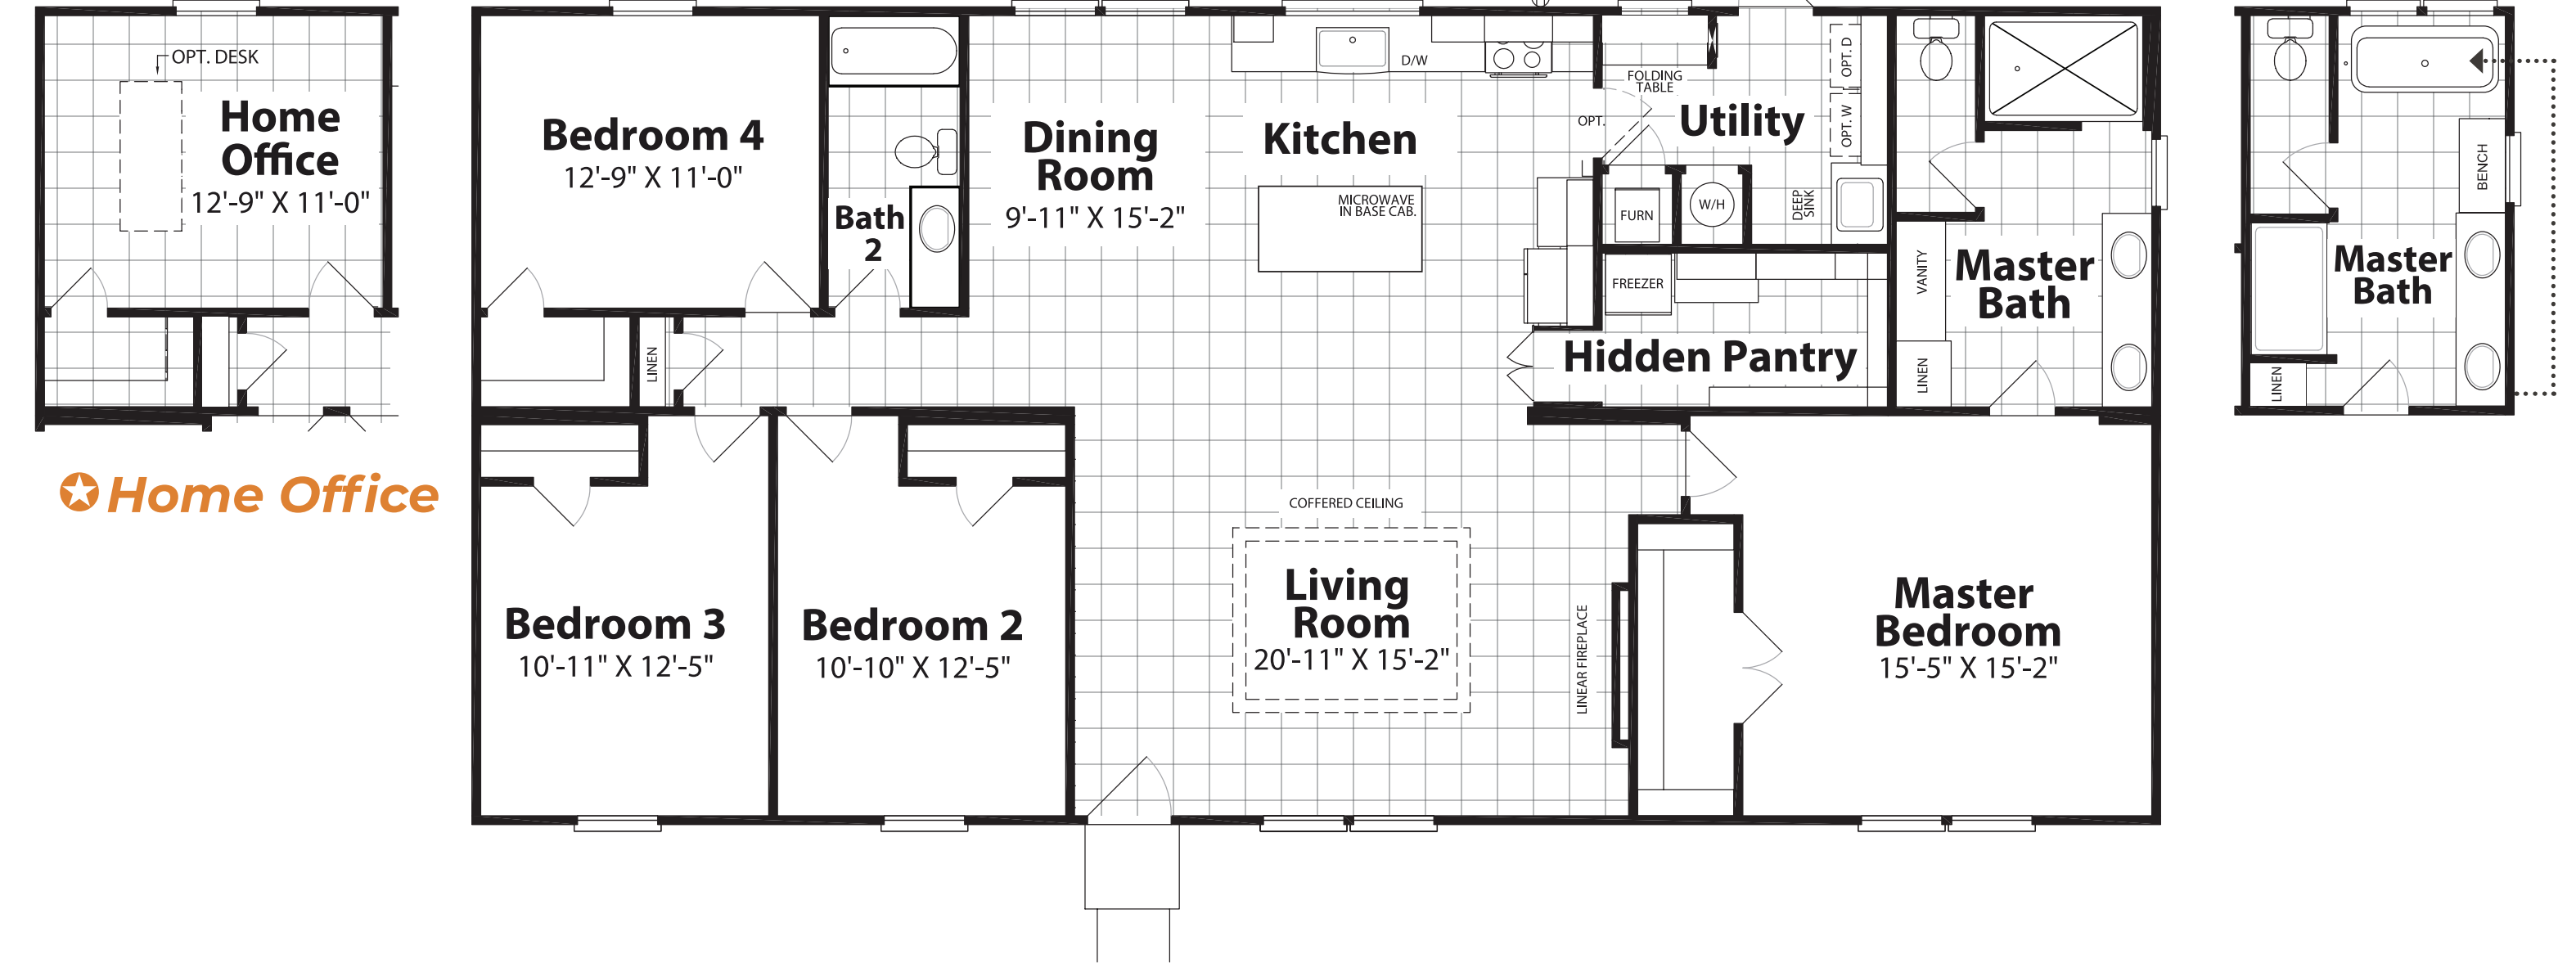 OPT. DESK
Home
Office
12'-9" X 11'-0"
Home Office
Bedroom 4
12'-9" X 11'-0"
Bath
2
LINEN
Dining
Room
9'-11" X 15'-2"
Kitchen
D/W
MICROWAVE
IN BASE CAB.
FOLDING
TABLE
OPT.
Utility
OPT. D
OPT. W
DEEP
SINK
FURN
W/H
FREEZER
Hidden Pantry
VANITY
LINEN
Master
Bath
Bedroom 3
10'-11" X 12'-5"
Bedroom 2
10'-10" X 12'-5"
COFFERED CEILING
Living
Room
20'-11" X 15'-2"
LINEAR FIREPLACE
Master
Bedroom
15'-5" X 15'-2"
BENCH
Master
Bath
LINEN